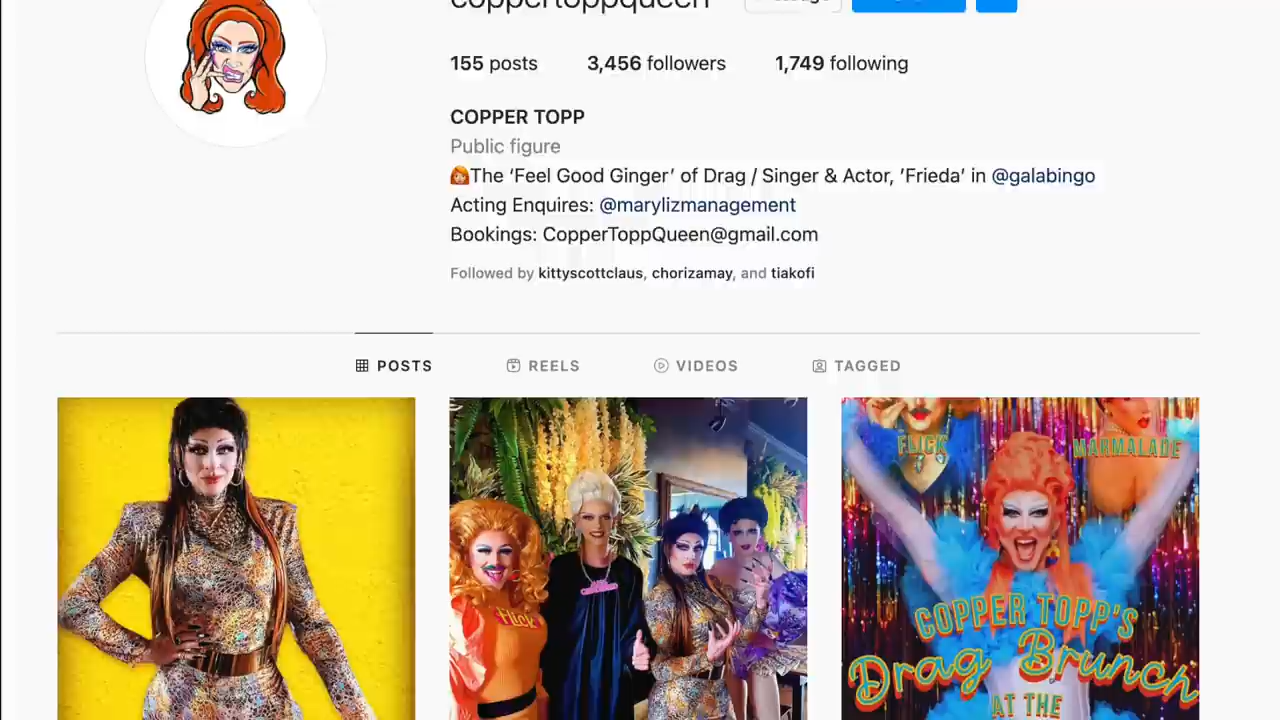 coppertoppqueen
155 posts 3,456 followers 1,749 following
COPPER TOPP
Public figure
The ‘Feel Good Ginger’ of Drag / Singer & Actor, ’Frieda’ in @galabingo
Acting Enquires: @marylizmanagement
Bookings: CopperToppQueen@gmail.com
Followed by kittyscottclaus, chorizamay, and tiakofi
POSTS REELS VIDEOS TAGGED
FLICK MARMALADE
flick
COPPER TOPP'S
Drag Brunch
AT THE